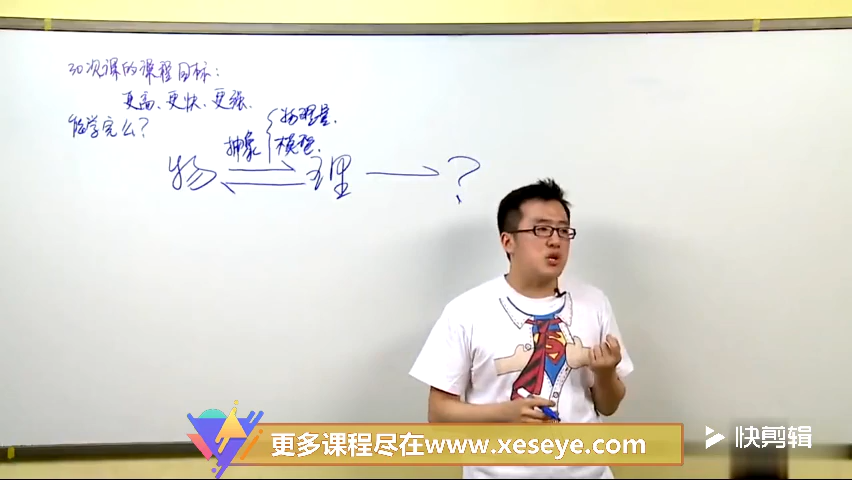 30次课的课程目标:
更高、更快、更强.
能学完么?
物理量.
抽象 模型.
物 理 ?
更多课程尽在www.xeseye.com
快剪辑